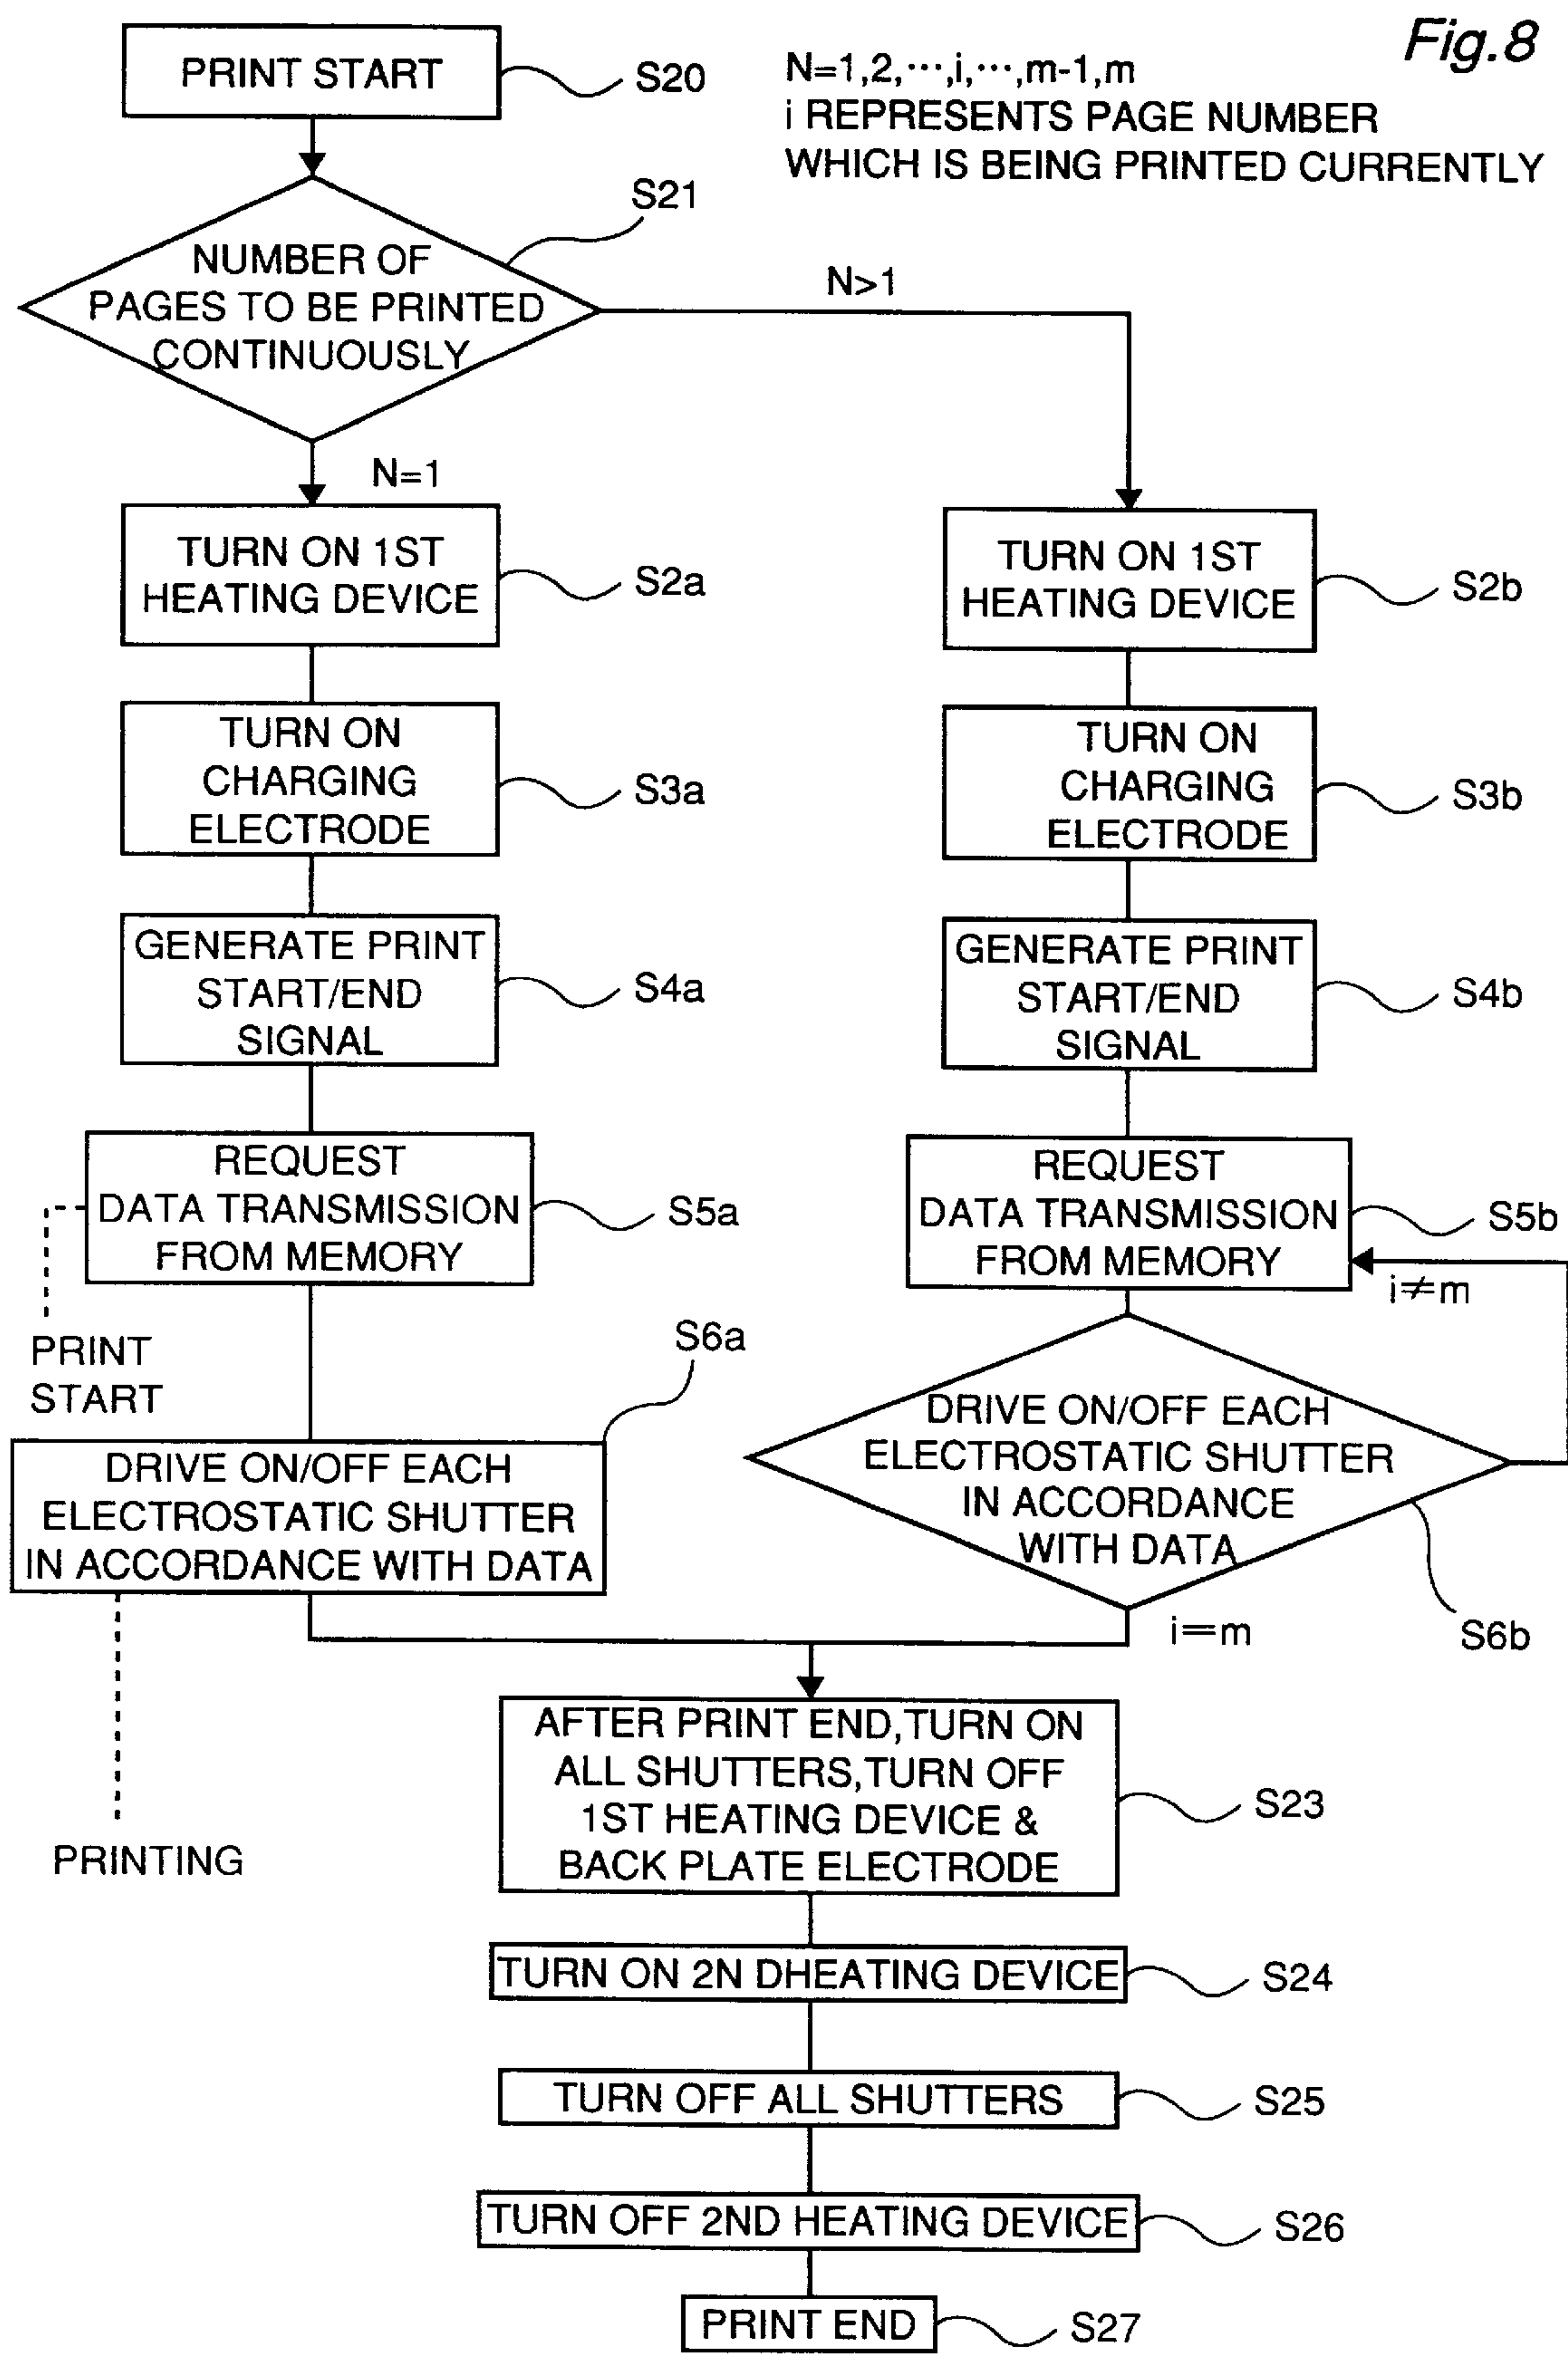 Fig.8
PRINT START
S20
N=1,2,···,i,···,m-1,m
i REPRESENTS PAGE NUMBER
WHICH IS BEING PRINTED CURRENTLY
S21
NUMBER OF
PAGES TO BE PRINTED
CONTINUOUSLY
N>1
N=1
TURN ON 1ST
HEATING DEVICE
S2a
TURN ON
CHARGING
ELECTRODE
S3a
GENERATE PRINT
START/END
SIGNAL
S4a
REQUEST
DATA TRANSMISSION
FROM MEMORY
S5a
PRINT
START
S6a
DRIVE ON/OFF EACH
ELECTROSTATIC SHUTTER
IN ACCORDANCE WITH DATA
PRINTING
TURN ON 1ST
HEATING DEVICE
S2b
TURN ON
CHARGING
ELECTRODE
S3b
GENERATE PRINT
START/END
SIGNAL
S4b
REQUEST
DATA TRANSMISSION
FROM MEMORY
S5b
i≠m
DRIVE ON/OFF EACH
ELECTROSTATIC SHUTTER
IN ACCORDANCE
WITH DATA
S6b
i=m
AFTER PRINT END,TURN ON
ALL SHUTTERS,TURN OFF
1ST HEATING DEVICE &
BACK PLATE ELECTRODE
S23
TURN ON 2N DHEATING DEVICE
S24
TURN OFF ALL SHUTTERS
S25
TURN OFF 2ND HEATING DEVICE
S26
PRINT END
S27